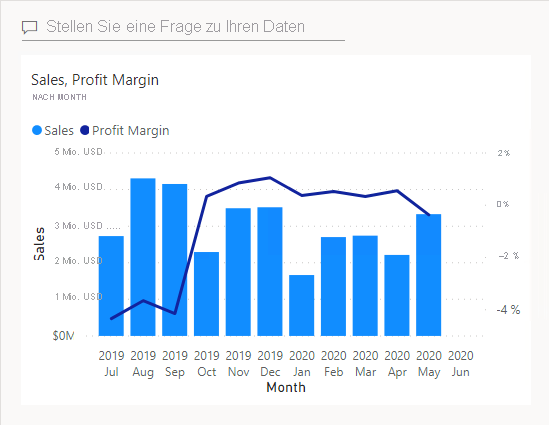 Stellen Sie eine Frage zu Ihren Daten
Sales, Profit Margin
NACH MONTH
Sales Profit Margin
5 Mio. USD
4 Mio. USD
3 Mio. USD
2 Mio. USD
1 Mio. USD
$0M
Sales
2 %
0 %
-2 %
-4 %
2019 2019 2019 2019 2019 2019 2020 2020 2020 2020 2020 2020
Jul Aug Sep Oct Nov Dec Jan Feb Mar Apr May Jun
Month